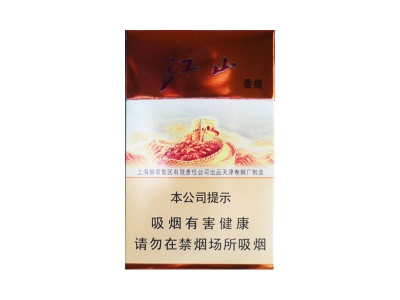 江山
香烟
上海烟草集团有限责任公司出品天津卷烟厂制造
本公司提示
吸烟有害健康
请勿在禁烟场所吸烟